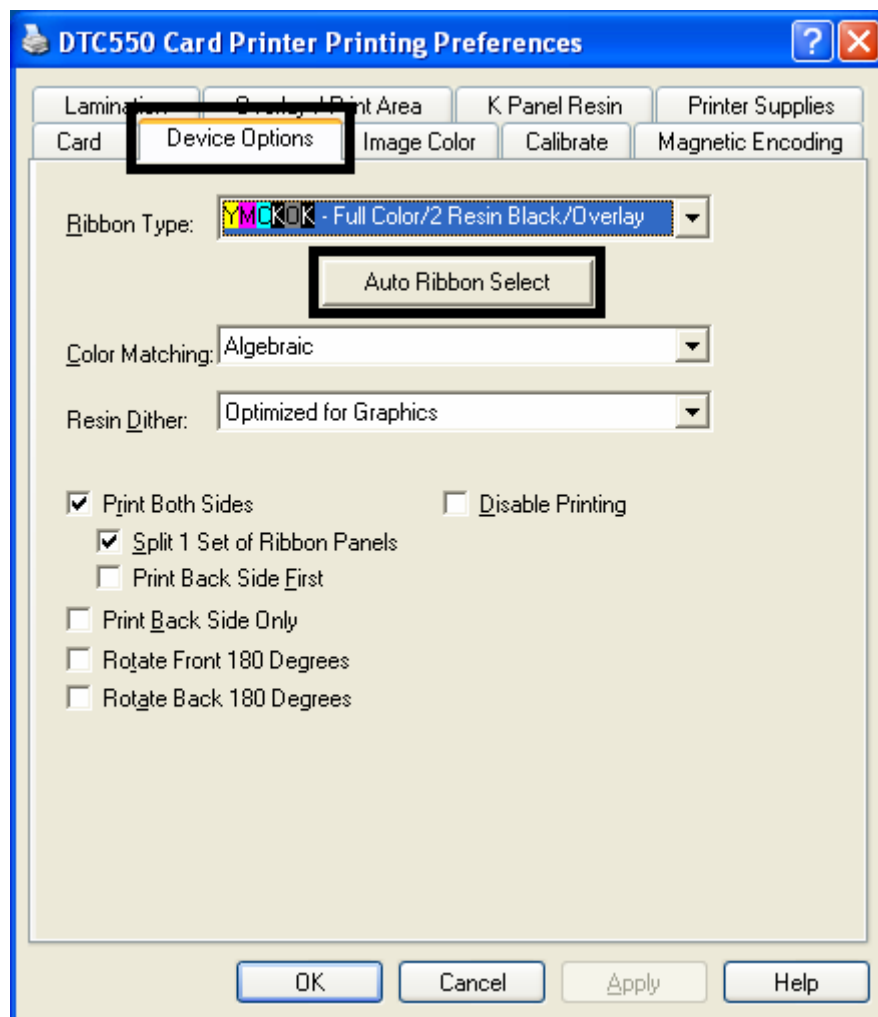 DTC550 Card Printer Printing Preferences
Lamination Overlay / Print Area K Panel Resin Printer Supplies
Card Device Options Image Color Calibrate Magnetic Encoding
Ribbon Type: YMCKOK - Full Color/2 Resin Black/Overlay
Auto Ribbon Select
Color Matching: Algebraic
Resin Dither: Optimized for Graphics
Print Both Sides Disable Printing
Split 1 Set of Ribbon Panels
Print Back Side First
Print Back Side Only
Rotate Front 180 Degrees
Rotate Back 180 Degrees
OK Cancel Apply Help